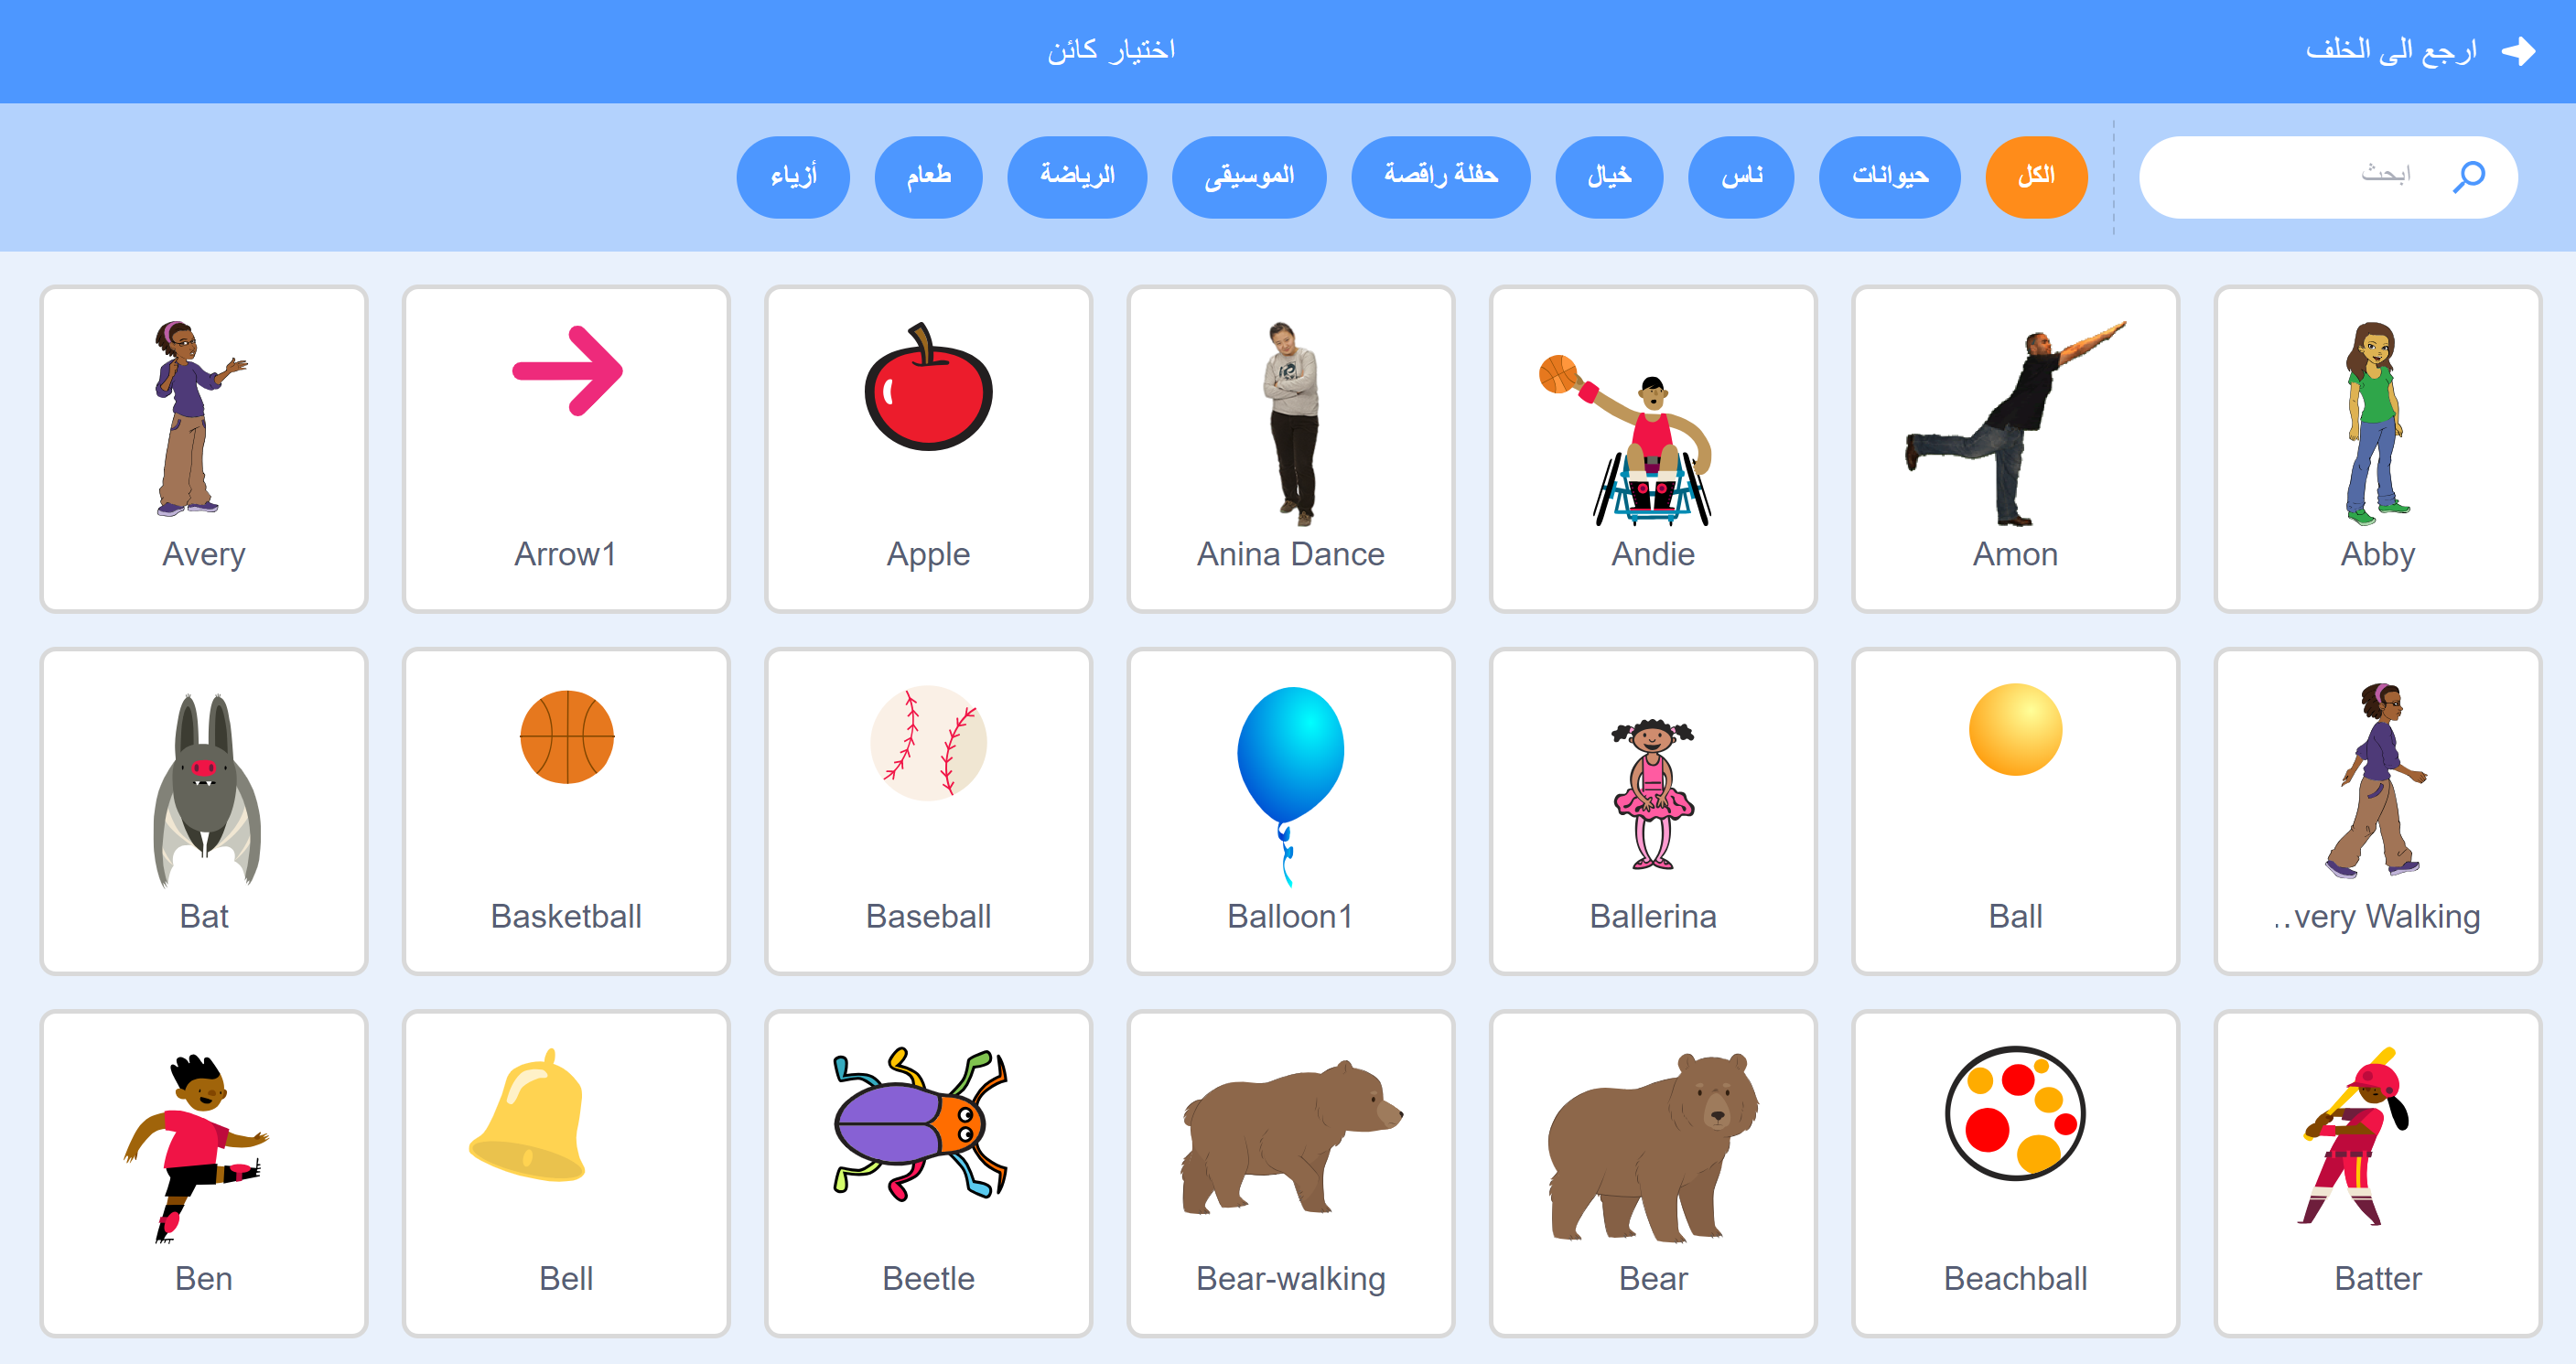 ارجع الى الخلف
اختيار كائن
ابحث
الكل
حيوانات
ناس
خيال
حفلة راقصة
الموسيقى
الرياضة
طعام
أزياء
Abby
Amon
Andie
Anina Dance
Apple
Arrow1
Avery
..very Walking
Ball
Ballerina
Balloon1
Baseball
Basketball
Bat
Batter
Beachball
Bear
Bear-walking
Beetle
Bell
Ben